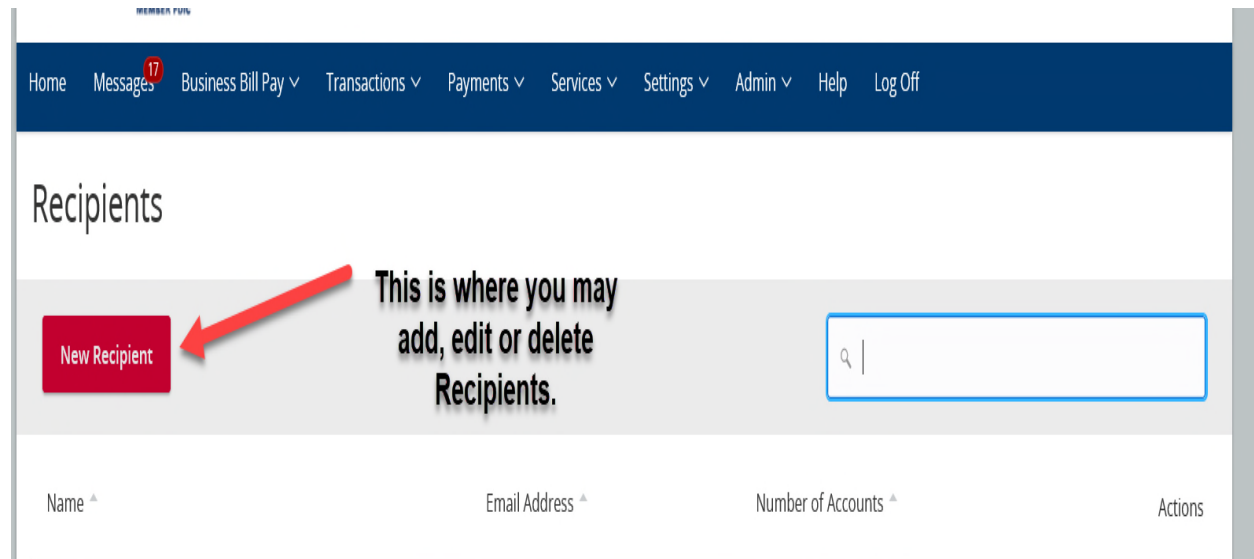 MEMBER FDIC
Home Messages 17 Business Bill Pay Transactions Payments Services Settings Admin Help Log Off
Recipients
This is where you may
add, edit or delete
Recipients.
New Recipient
Name Email Address Number of Accounts Actions